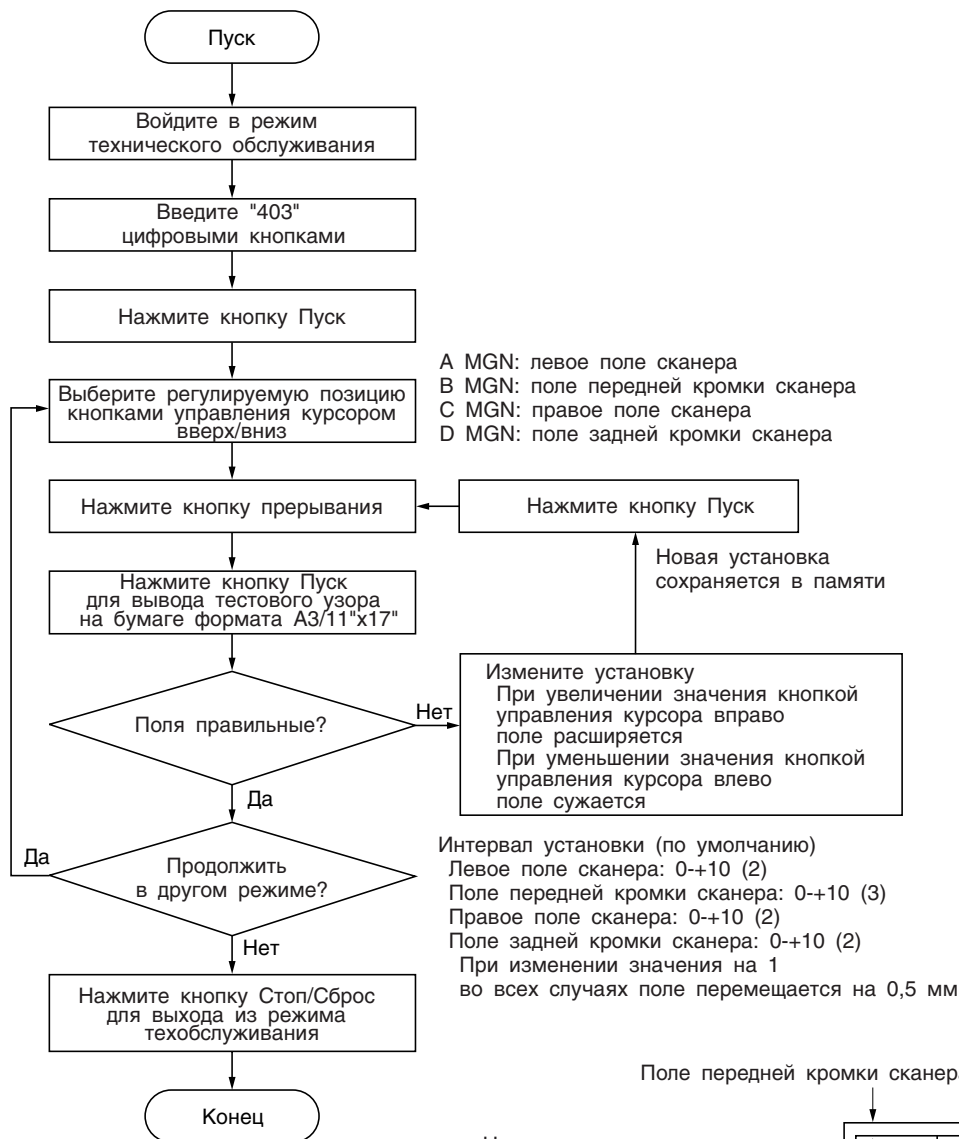 Пуск
Войдите в режим
технического обслуживания
Введите "403"
цифровыми кнопками
Нажмите кнопку Пуск
Выберите регулируемую позицию
кнопками управления курсором
вверх/вниз
A MGN: левое поле сканера
B MGN: поле передней кромки сканера
C MGN: правое поле сканера
D MGN: поле задней кромки сканера
Нажмите кнопку прерывания
Нажмите кнопку Пуск
Новая установка
сохраняется в памяти
Нажмите кнопку Пуск
для вывода тестового узора
на бумаге формата A3/11"x17"
Поля правильные?
Нет
Измените установку
При увеличении значения кнопкой
управления курсора вправо
поле расширяется
При уменьшении значения кнопкой
управления курсора влево
поле сужается
Да
Да
Продолжить
в другом режиме?
Нет
Интервал установки (по умолчанию)
Левое поле сканера: 0-+10 (2)
Поле передней кромки сканера: 0-+10 (3)
Правое поле сканера: 0-+10 (2)
Поле задней кромки сканера: 0-+10 (2)
При изменении значения на 1
во всех случаях поле перемещается на 0,5 мм
Нажмите кнопку Стоп/Сброс
для выхода из режима
техобслуживания
Конец
Поле передней кромки сканера